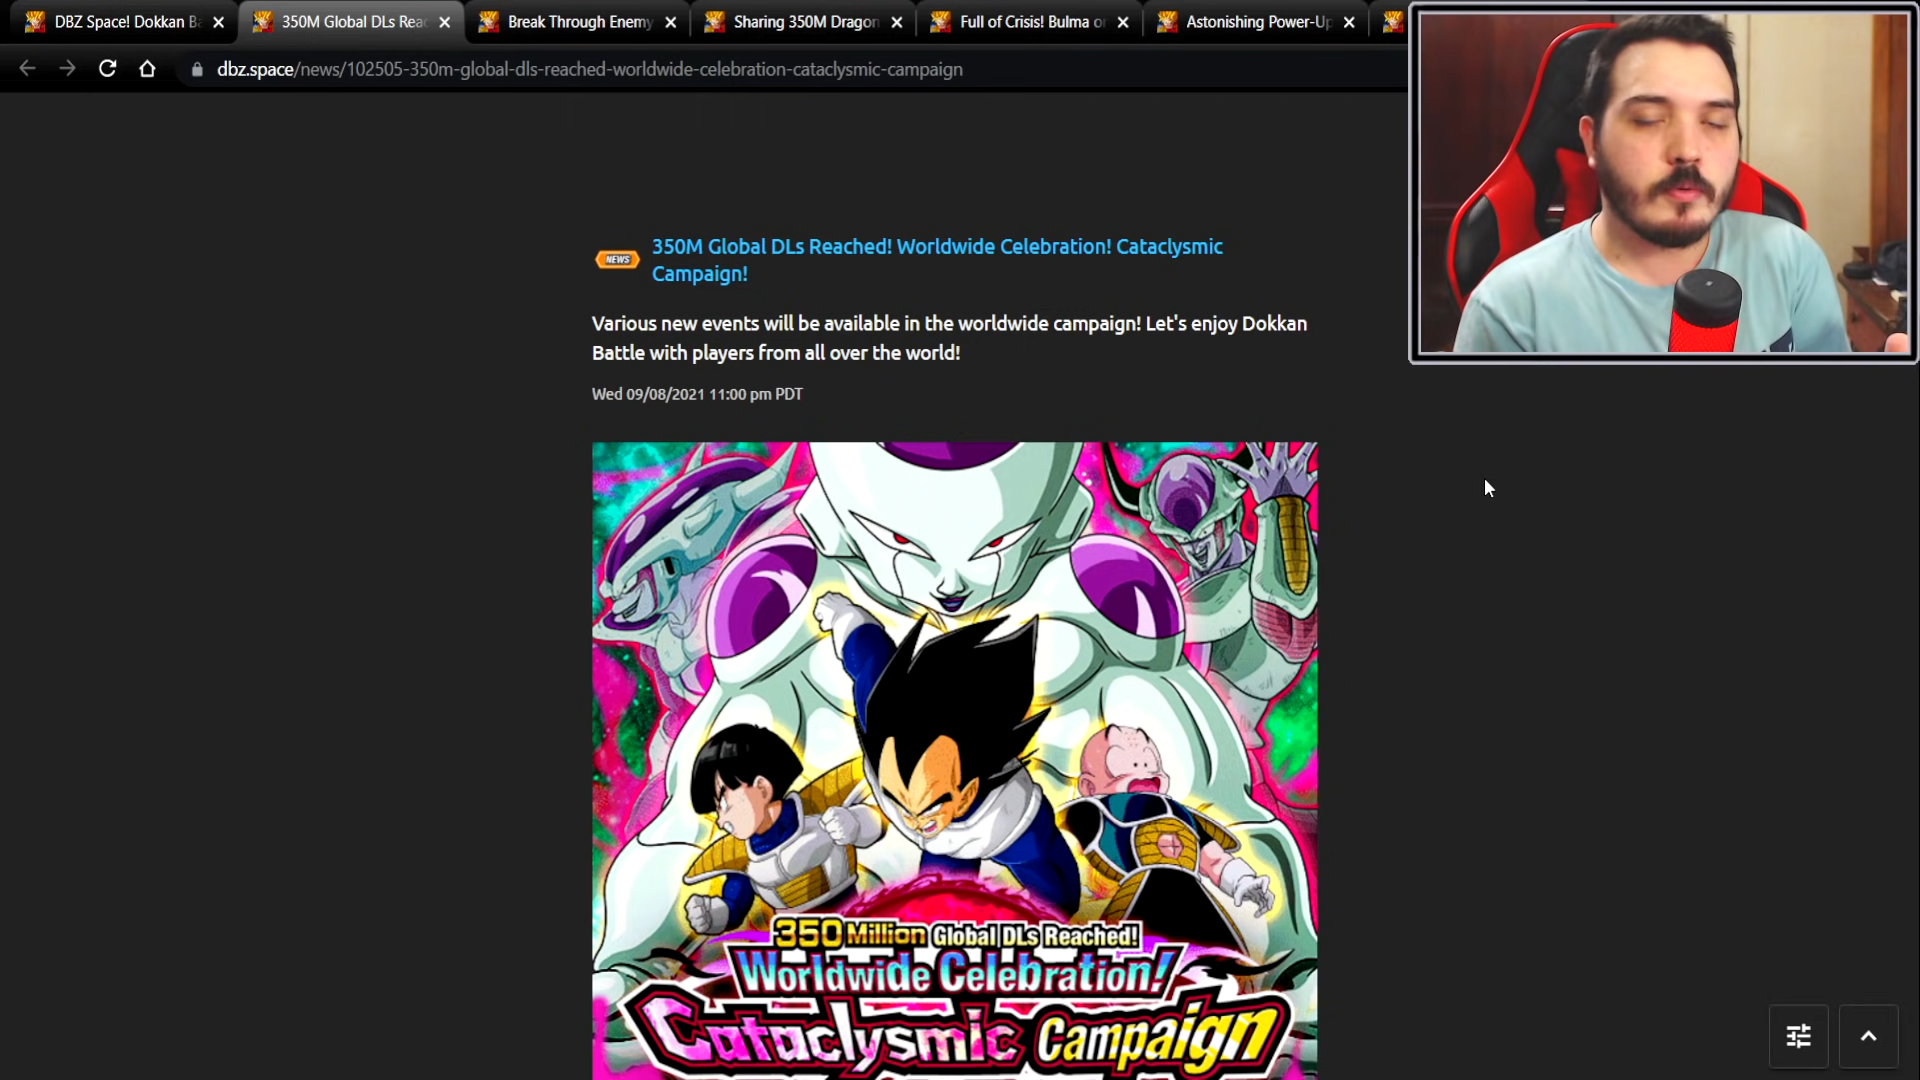 DBZ Space! Dokkan Ba
350M Global DLs Reac
Break Through Enemy
Sharing 350M Dragon
Full of Crisis! Bulma o
Astonishing Power-Up
dbz.space/news/102505-350m-global-dls-reached-worldwide-celebration-cataclysmic-campaign
NEWS
350M Global DLs Reached! Worldwide Celebration! Cataclysmic
Campaign!
Various new events will be available in the worldwide campaign! Let's enjoy Dokkan
Battle with players from all over the world!
Wed 09/08/2021 11:00 pm PDT
350 Million Global DLs Reached!
Worldwide Celebration!
Cataclysmic Campaign